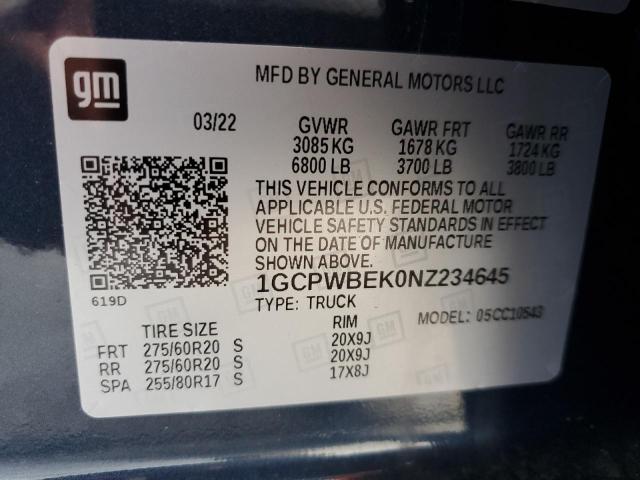 gm
MFD BY GENERAL MOTORS LLC
03/22 GVWR GAWR FRT GAWR RR
3085 KG 1678 KG 1724 KG
6800 LB 3700 LB 3800 LB
THIS VEHICLE CONFORMS TO ALL
APPLICABLE U.S. FEDERAL MOTOR
VEHICLE SAFETY STANDARDS IN EFFECT
ON THE DATE OF MANUFACTURE
SHOWN ABOVE.
1GCPWBEK0NZ234645
619D
TYPE: TRUCK
MODEL: 05CC10543
TIRE SIZE RIM
FRT 275/60R20 S 20X9J
RR 275/60R20 S 20X9J
SPA 255/80R17 S 17X8J